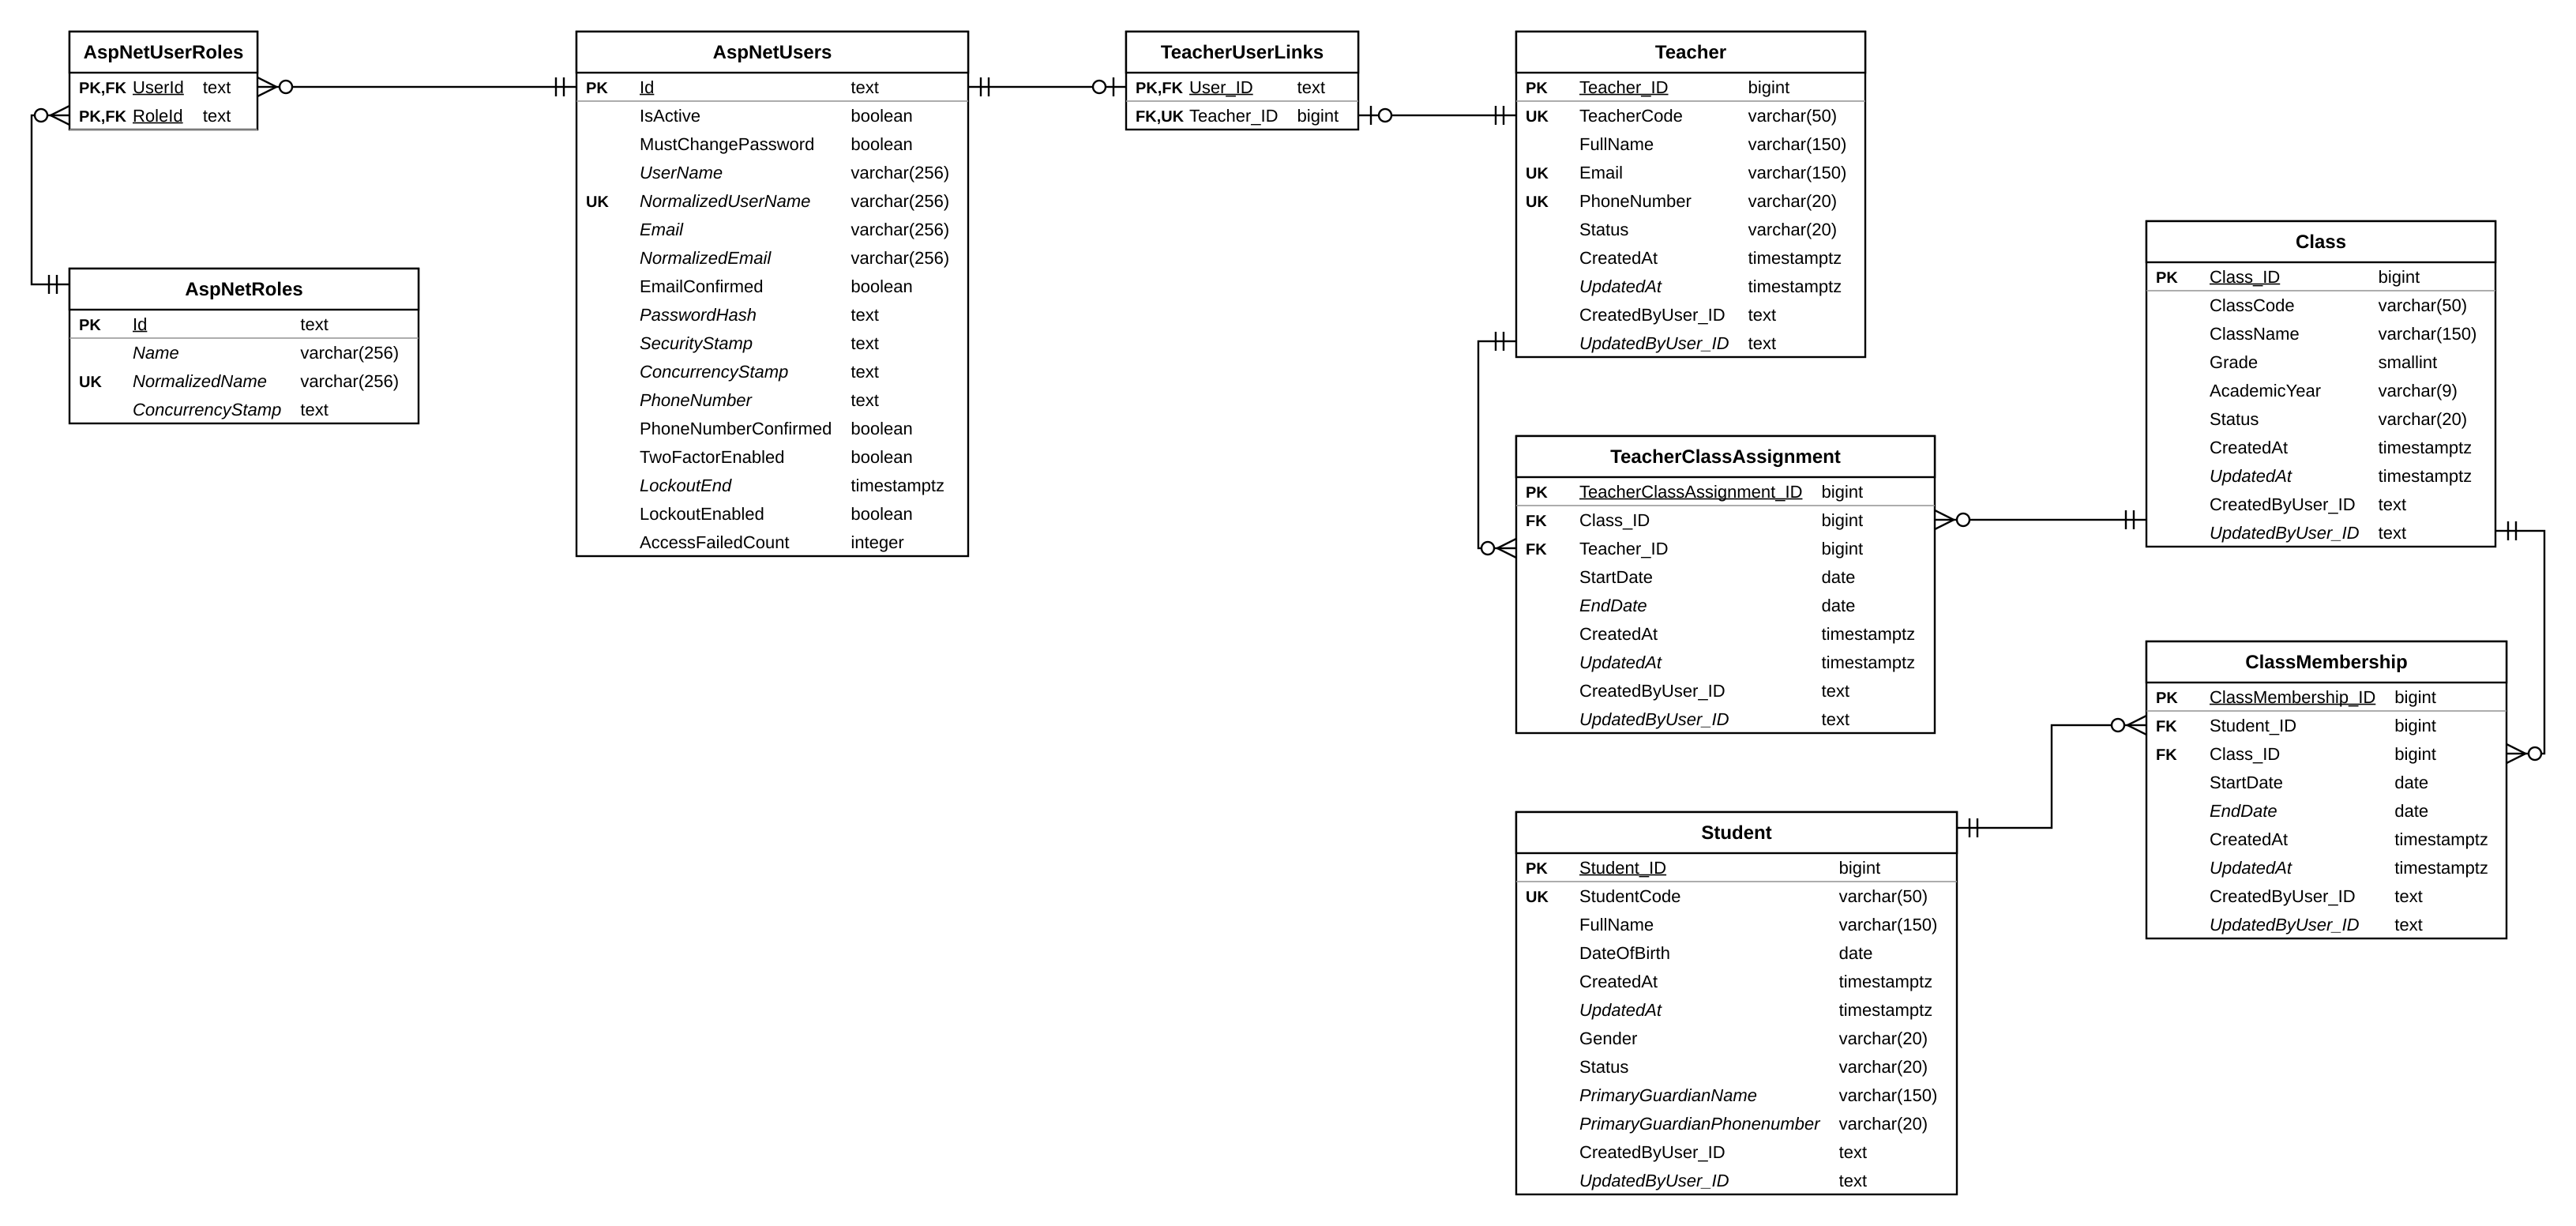 AspNetUserRoles
PK,FK UserId text
PK,FK RoleId text
AspNetRoles
PK Id text
Name varchar(256)
UK NormalizedName varchar(256)
ConcurrencyStamp text
AspNetUsers
PK Id text
IsActive boolean
MustChangePassword boolean
UserName varchar(256)
UK NormalizedUserName varchar(256)
Email varchar(256)
NormalizedEmail varchar(256)
EmailConfirmed boolean
PasswordHash text
SecurityStamp text
ConcurrencyStamp text
PhoneNumber text
PhoneNumberConfirmed boolean
TwoFactorEnabled boolean
LockoutEnd timestamptz
LockoutEnabled boolean
AccessFailedCount integer
TeacherUserLinks
PK,FK User_ID text
FK,UK Teacher_ID bigint
Teacher
PK Teacher_ID bigint
UK TeacherCode varchar(50)
FullName varchar(150)
UK Email varchar(150)
UK PhoneNumber varchar(20)
Status varchar(20)
CreatedAt timestamptz
UpdatedAt timestamptz
CreatedByUser_ID text
UpdatedByUser_ID text
TeacherClassAssignment
PK TeacherClassAssignment_ID bigint
FK Class_ID bigint
FK Teacher_ID bigint
StartDate date
EndDate date
CreatedAt timestamptz
UpdatedAt timestamptz
CreatedByUser_ID text
UpdatedByUser_ID text
Student
PK Student_ID bigint
UK StudentCode varchar(50)
FullName varchar(150)
DateOfBirth date
CreatedAt timestamptz
UpdatedAt timestamptz
Gender varchar(20)
Status varchar(20)
PrimaryGuardianName varchar(150)
PrimaryGuardianPhonenumber varchar(20)
CreatedByUser_ID text
UpdatedByUser_ID text
Class
PK Class_ID bigint
ClassCode varchar(50)
ClassName varchar(150)
Grade smallint
AcademicYear varchar(9)
Status varchar(20)
CreatedAt timestamptz
UpdatedAt timestamptz
CreatedByUser_ID text
UpdatedByUser_ID text
ClassMembership
PK ClassMembership_ID bigint
FK Student_ID bigint
FK Class_ID bigint
StartDate date
EndDate date
CreatedAt timestamptz
UpdatedAt timestamptz
CreatedByUser_ID text
UpdatedByUser_ID text